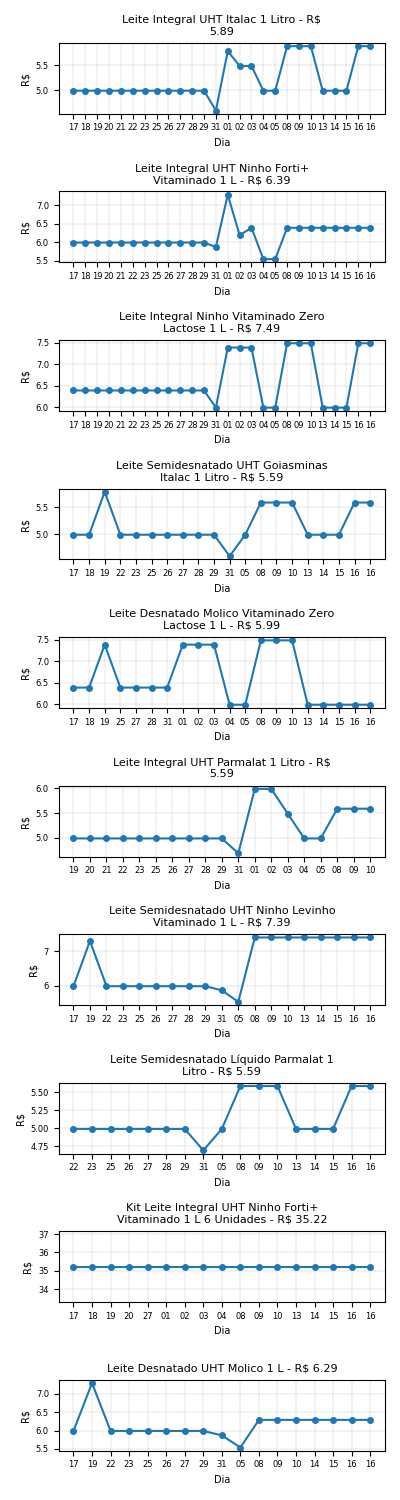 Leite Integral UHT Italac 1 Litro - R$
5.89
5.5
5.0
R$
17 18 19 20 21 22 23 25 26 27 28 29 31 01 02 03 04 05 08 09 10 13 14 15 16 16
Dia
Leite Integral UHT Ninho Forti+
Vitaminado 1 L - R$ 6.39
7.0
6.5
6.0
5.5
R$
17 18 19 20 21 22 23 25 26 27 28 29 31 01 02 03 04 05 08 09 10 13 14 15 16 16
Dia
Leite Integral Ninho Vitaminado Zero
Lactose 1 L - R$ 7.49
7.5
7.0
6.5
6.0
R$
17 18 19 20 21 22 23 25 26 27 28 29 31 01 02 03 04 05 08 09 10 13 14 15 16 16
Dia
Leite Semidesnatado UHT Goiasminas
Italac 1 Litro - R$ 5.59
5.5
5.0
R$
17 18 19 22 23 25 26 27 28 29 31 05 08 09 10 13 14 15 16 16
Dia
Leite Desnatado Molico Vitaminado Zero
Lactose 1 L - R$ 5.99
7.5
7.0
6.5
6.0
R$
17 18 19 25 27 28 31 01 02 03 04 05 08 09 10 13 14 15 16 16
Dia
Leite Integral UHT Parmalat 1 Litro - R$
5.59
6.0
5.5
5.0
R$
19 20 21 22 23 25 26 27 28 29 31 01 02 03 04 05 08 09 10
Dia
Leite Semidesnatado UHT Ninho Levinho
Vitaminado 1 L - R$ 7.39
7
6
R$
17 19 22 23 25 26 27 28 29 31 05 08 09 10 13 14 15 16 16
Dia
Leite Semidesnatado Líquido Parmalat 1
Litro - R$ 5.59
5.50
5.25
5.00
4.75
R$
22 23 25 26 27 28 29 31 05 08 09 10 13 14 15 16 16
Dia
Kit Leite Integral UHT Ninho Forti+
Vitaminado 1 L 6 Unidades - R$ 35.22
37
36
35
34
R$
17 18 19 20 27 01 02 03 04 08 09 10 13 14 15 16 16
Dia
Leite Desnatado UHT Molico 1 L - R$ 6.29
7.0
6.5
6.0
5.5
R$
17 19 22 23 25 26 27 29 31 05 08 09 10 13 14 15 16
Dia